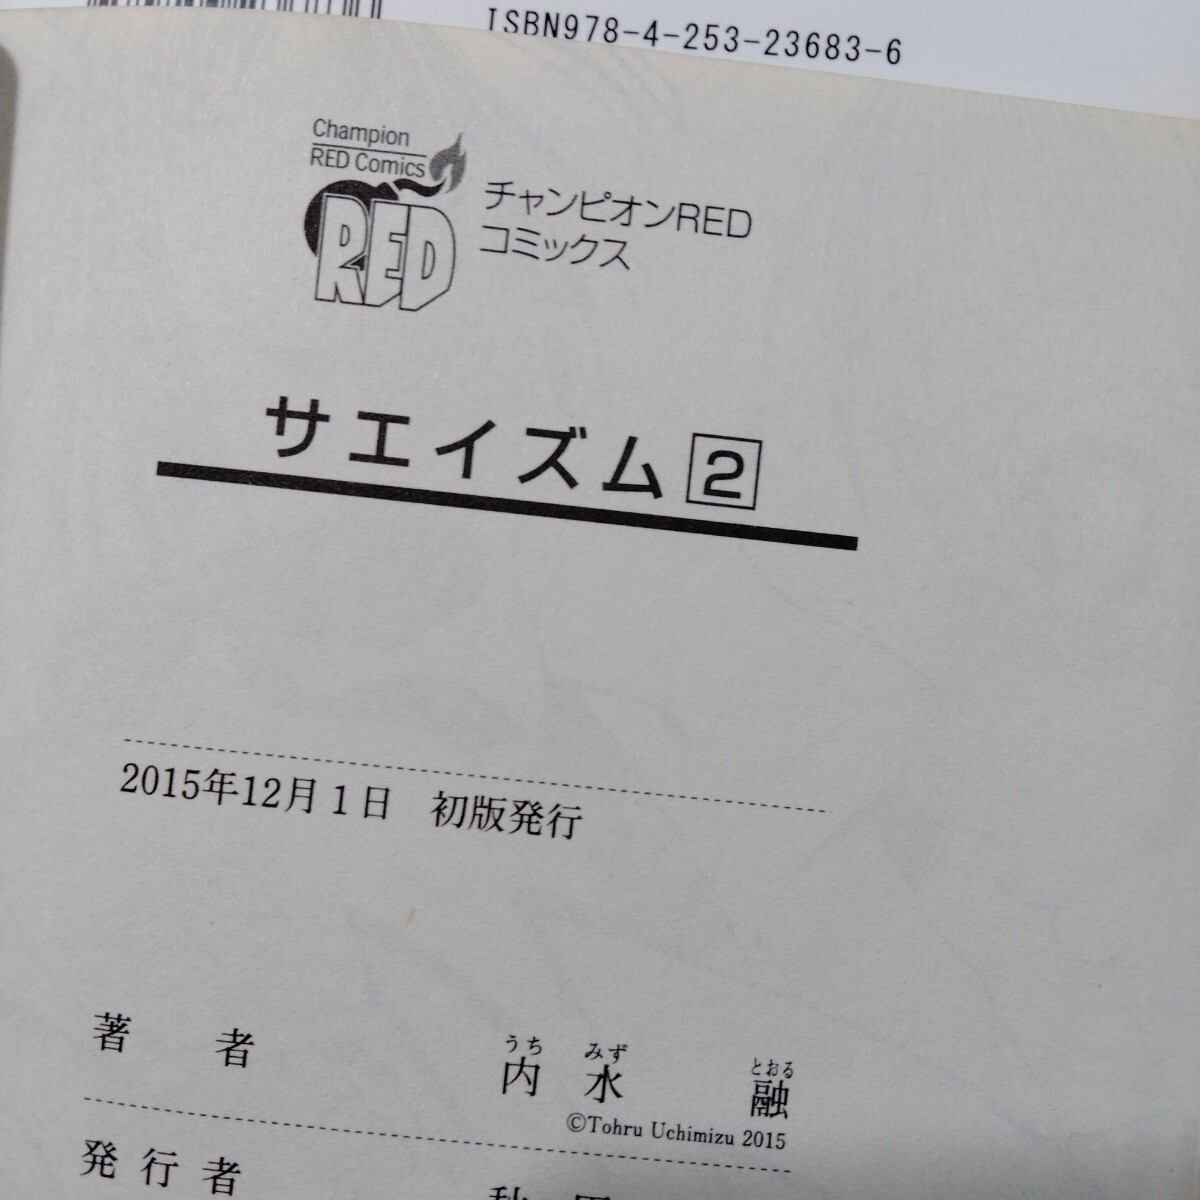 ISBN978-4-253-23683-6
Champion
RED Comics
RED
チャンピオンRED
コミックス
サエイズム2
2015年12月1日 初版発行
著者 内水融
うち みず とおる
©Tohru Uchimizu 2015
発行者